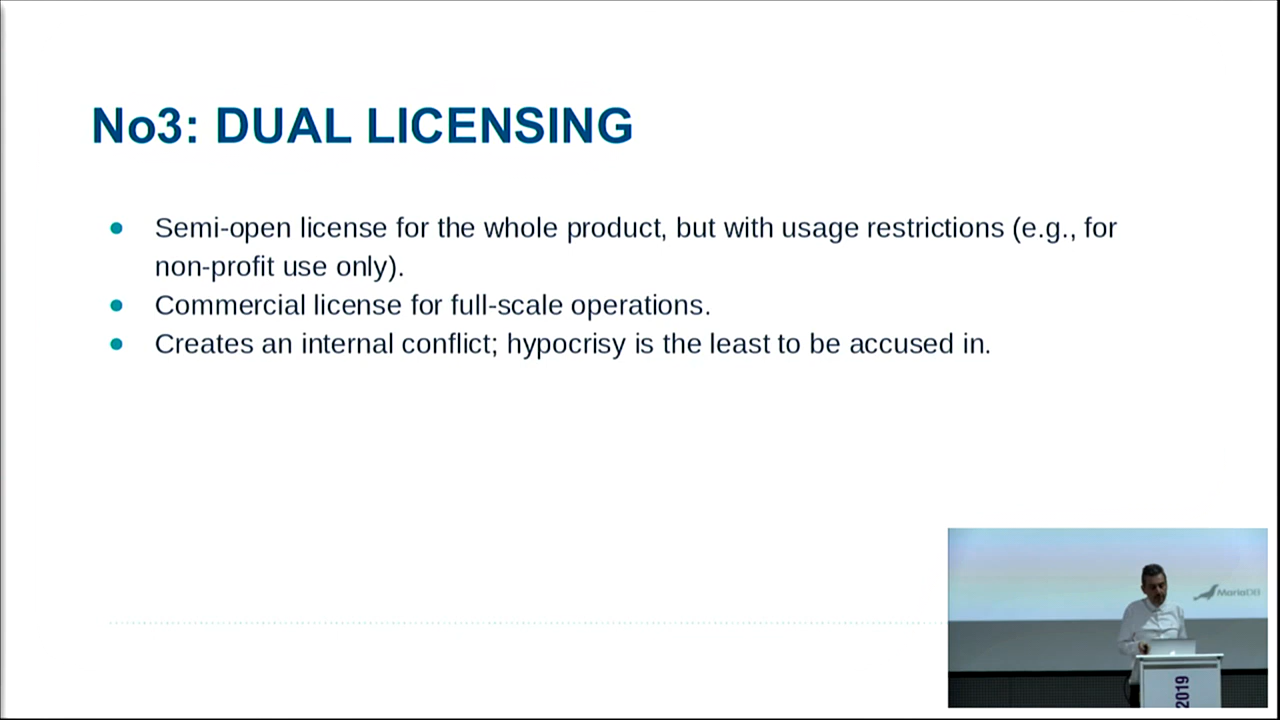 No3: DUAL LICENSING
● Semi-open license for the whole product, but with usage restrictions (e.g., for
non-profit use only).
● Commercial license for full-scale operations.
● Creates an internal conflict; hypocrisy is the least to be accused in.
MariaDB
2019